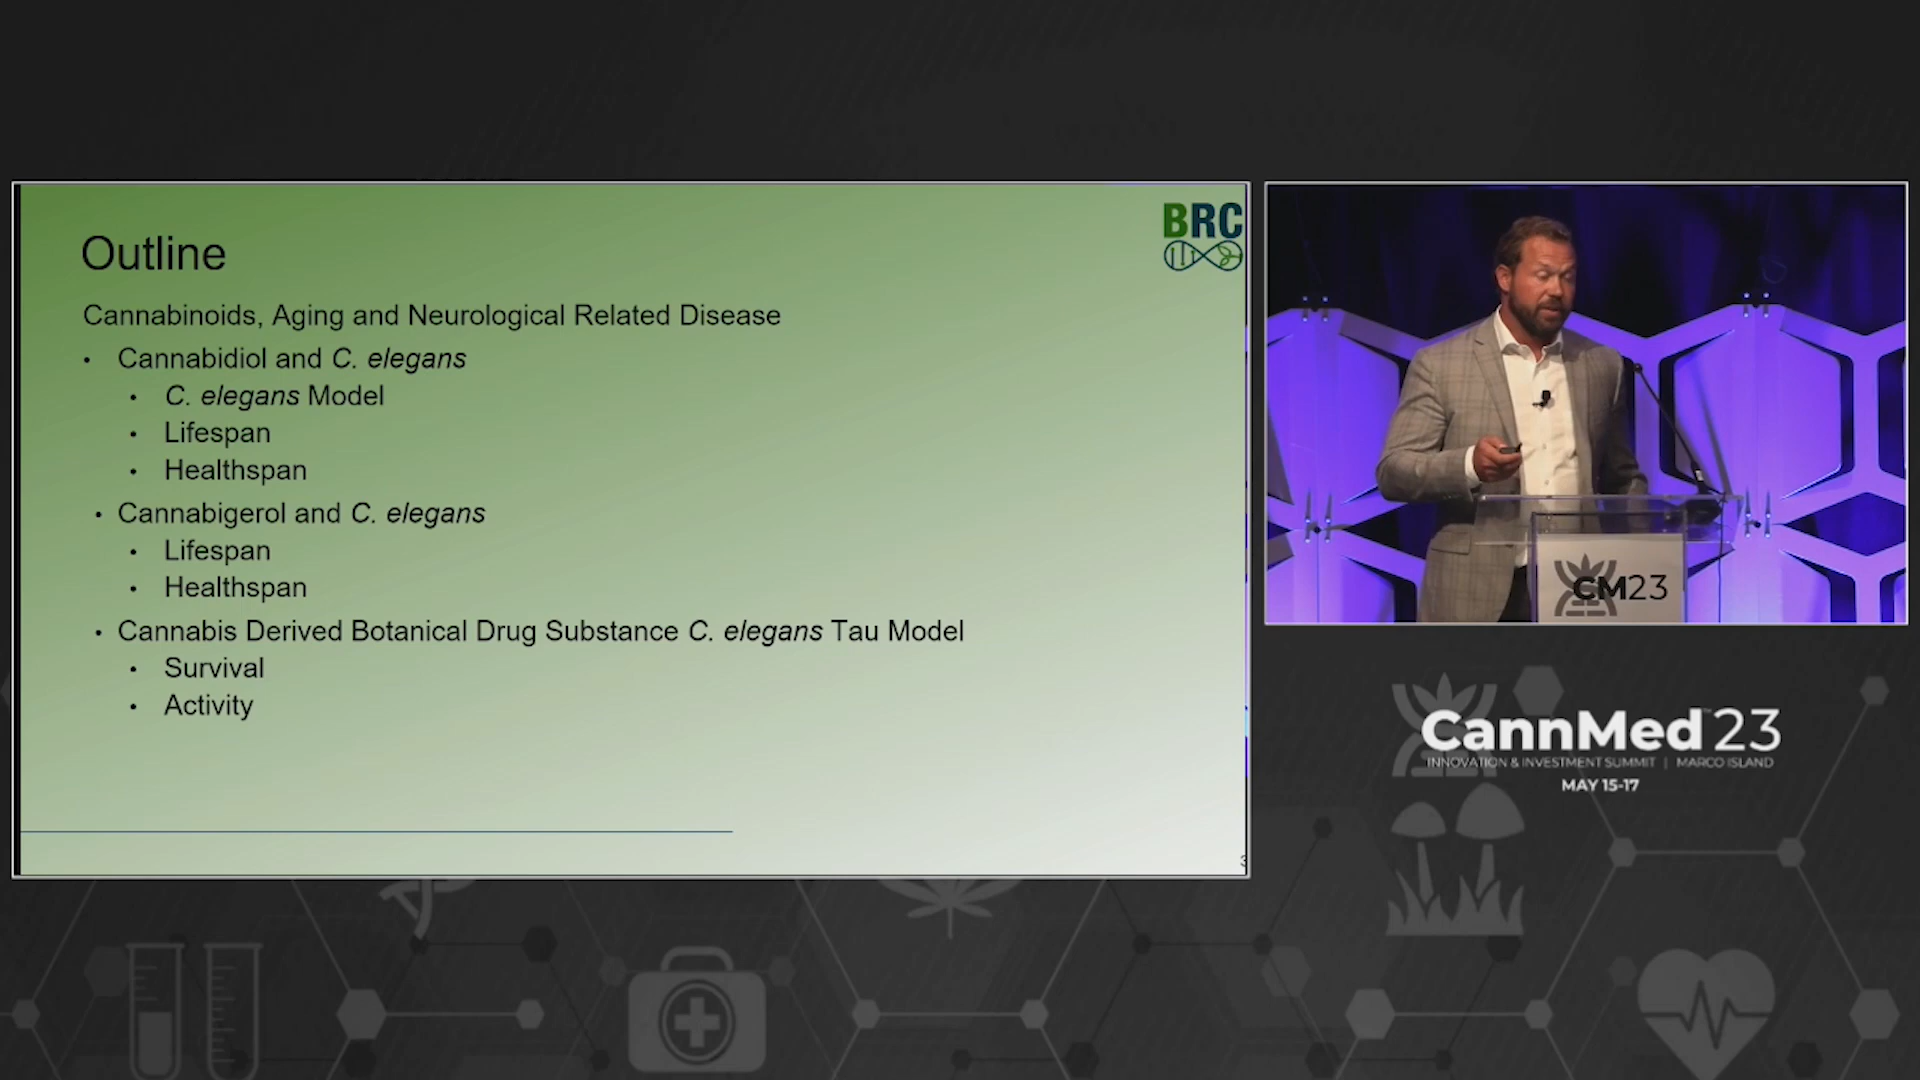 Outline
BRC
Cannabinoids, Aging and Neurological Related Disease
• Cannabidiol and C. elegans
• C. elegans Model
• Lifespan
• Healthspan
• Cannabigerol and C. elegans
• Lifespan
• Healthspan
• Cannabis Derived Botanical Drug Substance C. elegans Tau Model
• Survival
• Activity
3
CM23
CannMed 23
INNOVATION & INVESTMENT SUMMIT | MARCO ISLAND
MAY 15-17